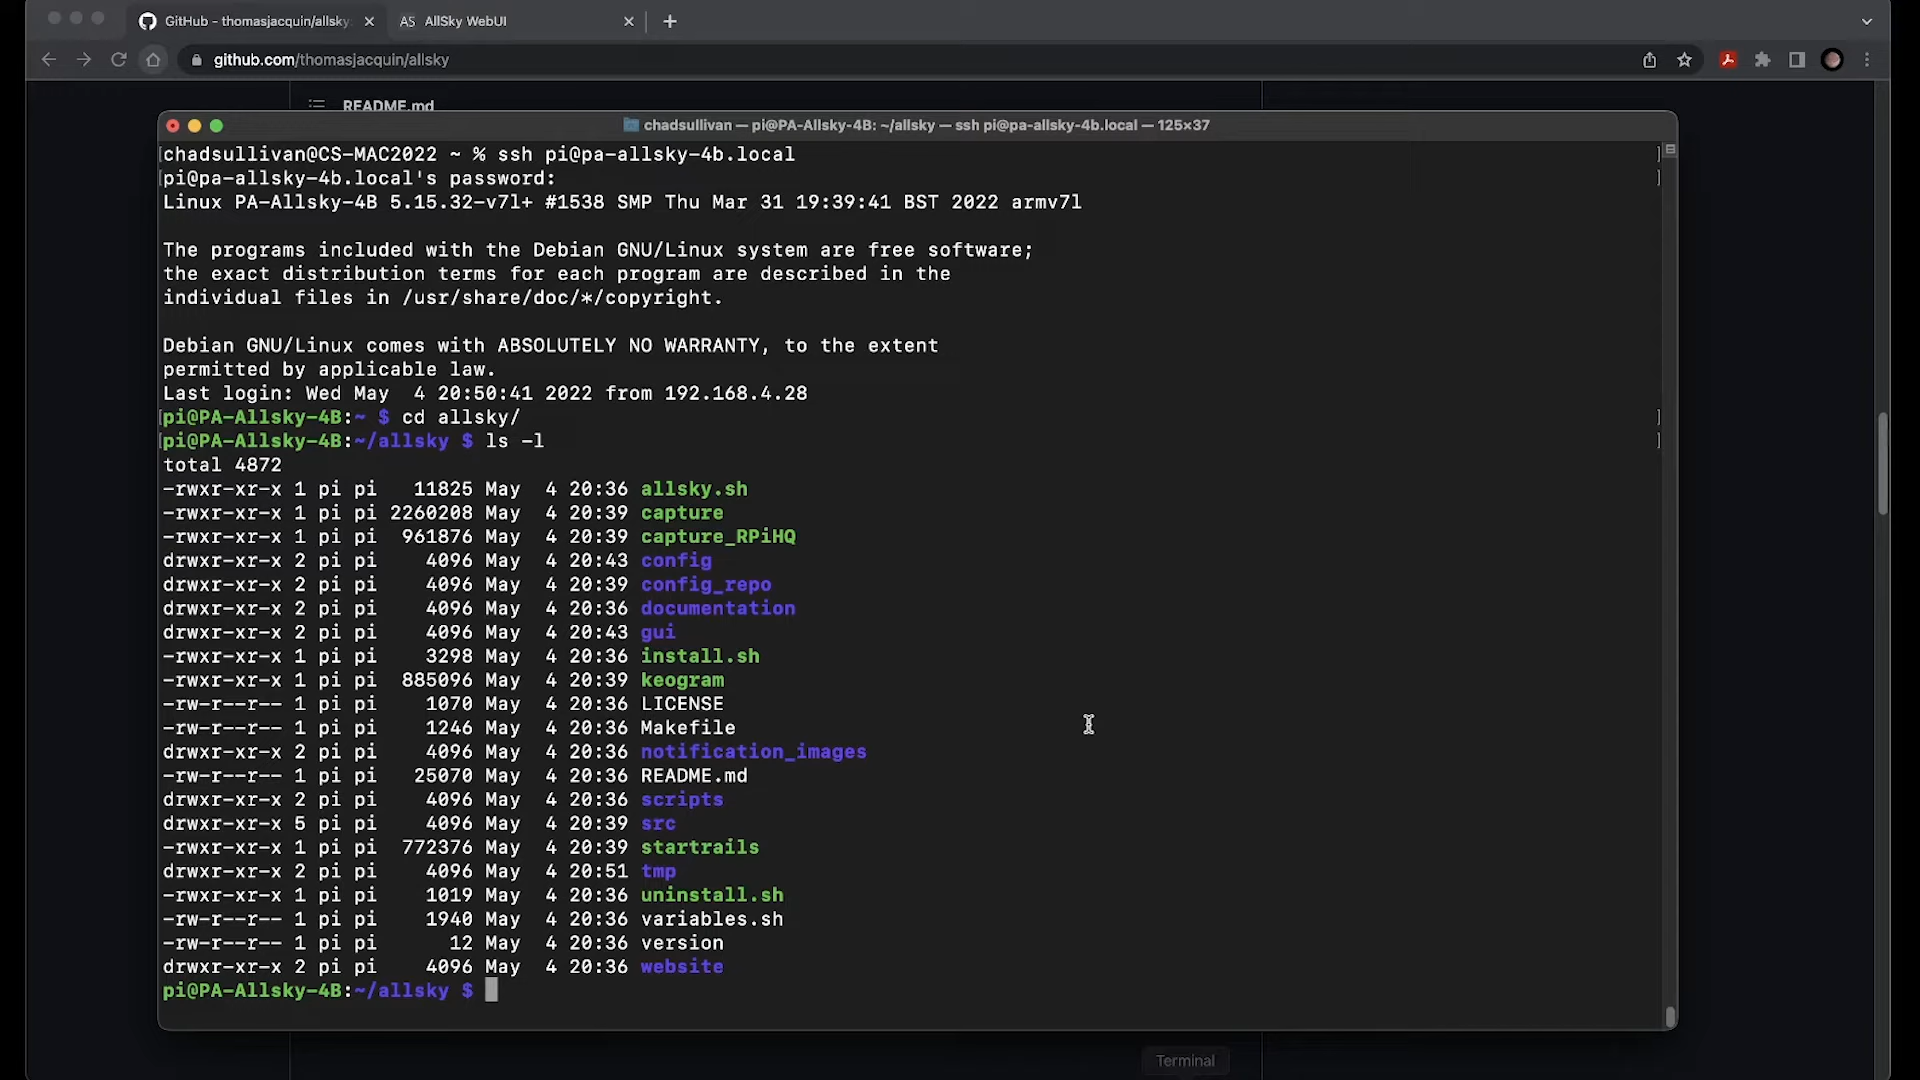 GitHub - thomasjacquin/allsky:
AS AllSky WebUI
github.com/thomasjacquin/allsky
README.md
chadsullivan — pi@PA-Allsky-4B: ~/allsky — ssh pi@pa-allsky-4b.local — 125×37
[chadsullivan@CS-MAC2022 ~ % ssh pi@pa-allsky-4b.local ]
[pi@pa-allsky-4b.local's password: ]
Linux PA-Allsky-4B 5.15.32-v7l+ #1538 SMP Thu Mar 31 19:39:41 BST 2022 armv7l
The programs included with the Debian GNU/Linux system are free software;
the exact distribution terms for each program are described in the
individual files in /usr/share/doc/*/copyright.
Debian GNU/Linux comes with ABSOLUTELY NO WARRANTY, to the extent
permitted by applicable law.
Last login: Wed May  4 20:50:41 2022 from 192.168.4.28
[pi@PA-Allsky-4B:~ $ cd allsky/ ]
[pi@PA-Allsky-4B:~/allsky $ ls -l ]
total 4872
-rwxr-xr-x 1 pi pi   11825 May  4 20:36 allsky.sh
-rwxr-xr-x 1 pi pi 2260208 May  4 20:39 capture
-rwxr-xr-x 1 pi pi  961876 May  4 20:39 capture_RPiHQ
drwxr-xr-x 2 pi pi    4096 May  4 20:43 config
drwxr-xr-x 2 pi pi    4096 May  4 20:39 config_repo
drwxr-xr-x 2 pi pi    4096 May  4 20:36 documentation
drwxr-xr-x 2 pi pi    4096 May  4 20:43 gui
-rwxr-xr-x 1 pi pi    3298 May  4 20:36 install.sh
-rwxr-xr-x 1 pi pi  885096 May  4 20:39 keogram
-rw-r--r-- 1 pi pi    1070 May  4 20:36 LICENSE
-rw-r--r-- 1 pi pi    1246 May  4 20:36 Makefile
drwxr-xr-x 2 pi pi    4096 May  4 20:36 notification_images
-rw-r--r-- 1 pi pi   25070 May  4 20:36 README.md
drwxr-xr-x 2 pi pi    4096 May  4 20:36 scripts
drwxr-xr-x 5 pi pi    4096 May  4 20:39 src
-rwxr-xr-x 1 pi pi  772376 May  4 20:39 startrails
drwxr-xr-x 2 pi pi    4096 May  4 20:51 tmp
-rwxr-xr-x 1 pi pi    1019 May  4 20:36 uninstall.sh
-rw-r--r-- 1 pi pi    1940 May  4 20:36 variables.sh
-rw-r--r-- 1 pi pi      12 May  4 20:36 version
drwxr-xr-x 2 pi pi    4096 May  4 20:36 website
pi@PA-Allsky-4B:~/allsky $
Terminal